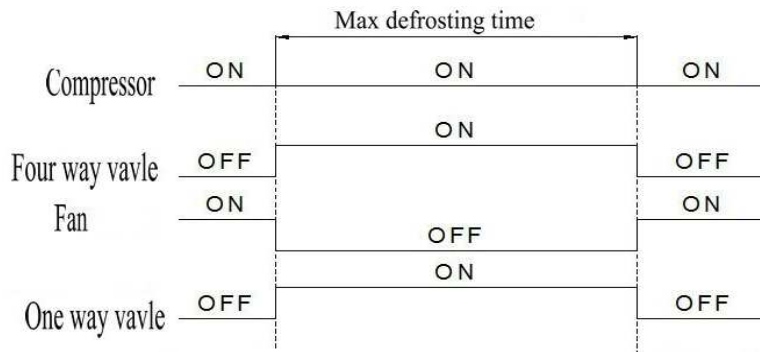 Max defrosting time
Compressor ON ON ON
ON
Four way vavle OFF OFF
Fan ON ON
OFF
ON
One way vavle OFF OFF